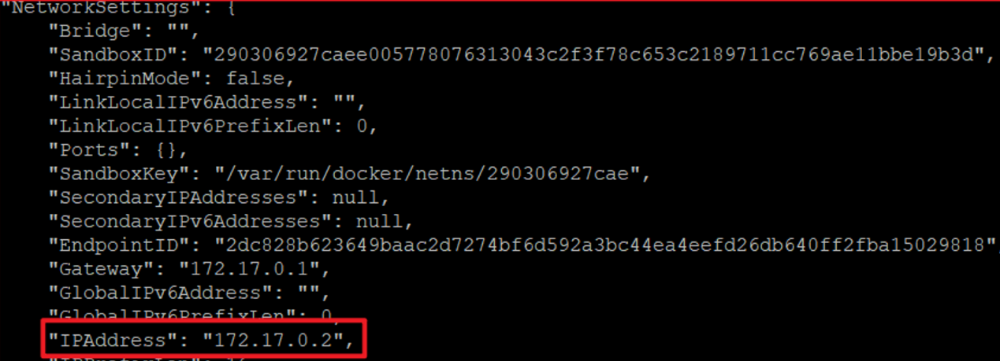 "NetworkSettings": {
"Bridge": "",
"SandboxID": "290306927caee005778076313043c2f3f78c653c2189711cc769ae11bbe19b3d",
"HairpinMode": false,
"LinkLocalIPv6Address": "",
"LinkLocalIPv6PrefixLen": 0,
"Ports": {},
"SandboxKey": "/var/run/docker/netns/290306927cae",
"SecondaryIPAddresses": null,
"SecondaryIPv6Addresses": null,
"EndpointID": "2dc828b623649baac2d7274bf6d592a3bc44ea4eefd26db640ff2fba15029818",
"Gateway": "172.17.0.1",
"GlobalIPv6Address": "",
"GlobalIPv6PrefixLen": 0,
"IPAddress": "172.17.0.2",